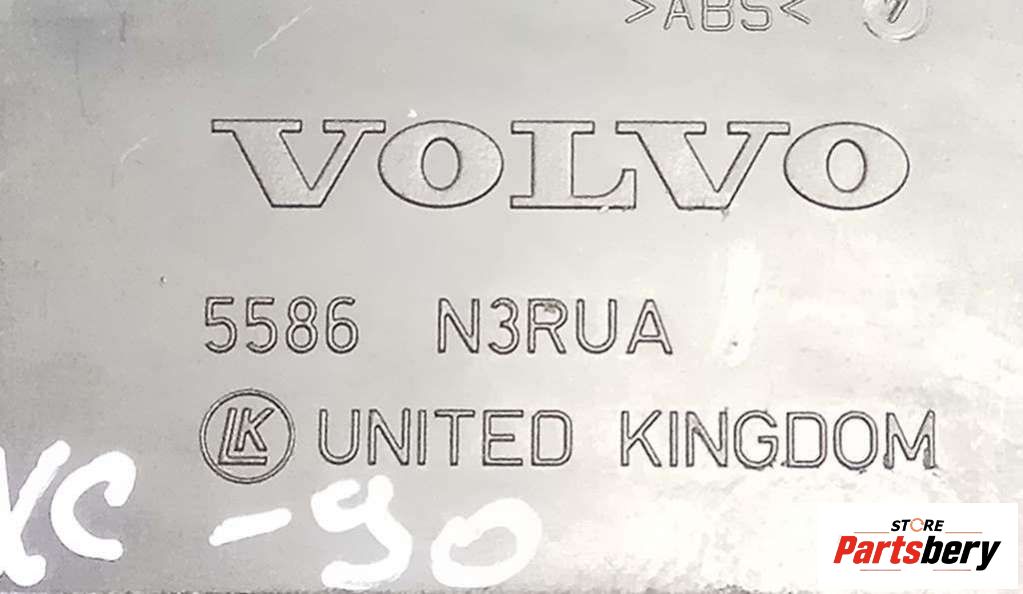 >ABS<
VOLVO
5586 N3RUA
LK UNITED KINGDOM
XC-90
STORE
Partsbery